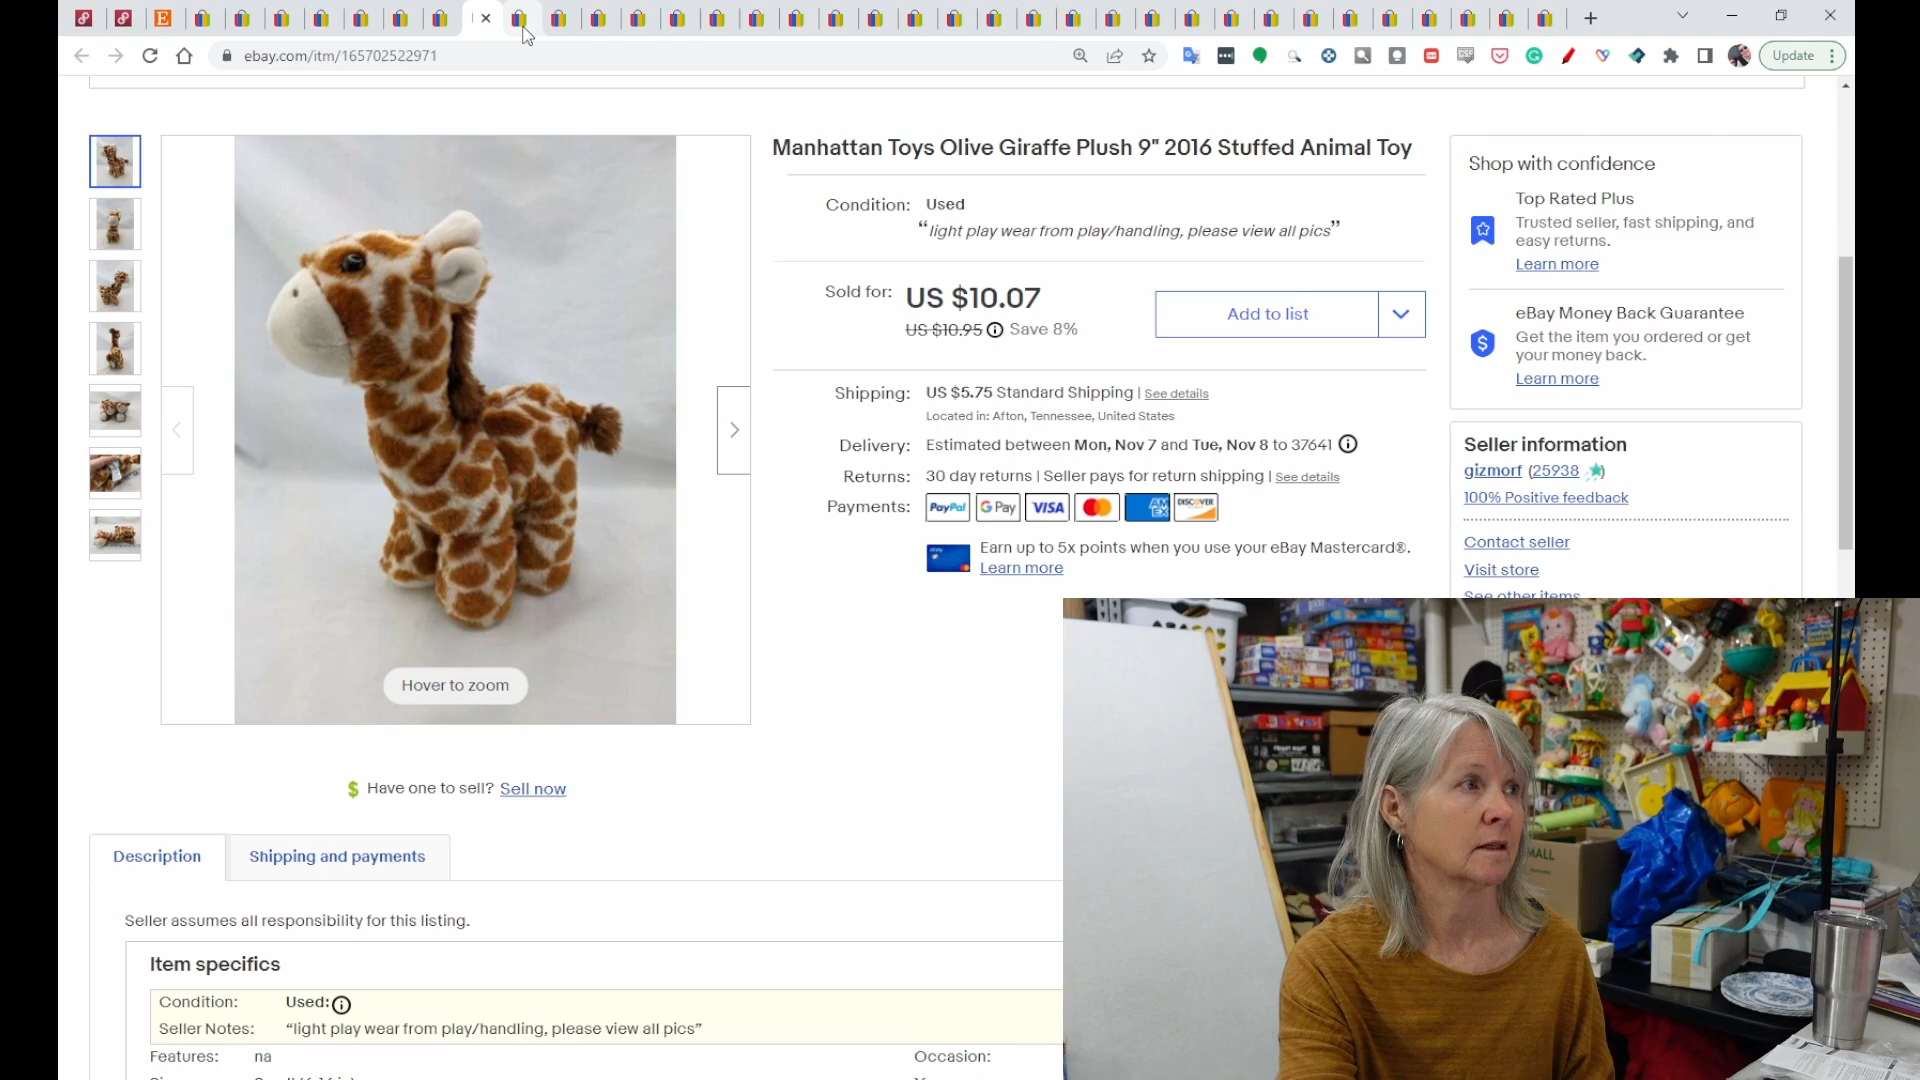 ebay.com/itm/165702522971
Update
Manhattan Toys Olive Giraffe Plush 9" 2016 Stuffed Animal Toy
Condition: Used
“light play wear from play/handling, please view all pics”
Sold for: US $10.07
US $10.95 Save 8%
Add to list
Shipping: US $5.75 Standard Shipping | See details
Located in: Afton, Tennessee, United States
Delivery: Estimated between Mon, Nov 7 and Tue, Nov 8 to 37641
Returns: 30 day returns | Seller pays for return shipping | See details
Payments: PayPal G Pay VISA AMEX DISCOVER
Earn up to 5x points when you use your eBay Mastercard®.
Learn more
Shop with confidence
Top Rated Plus
Trusted seller, fast shipping, and
easy returns.
Learn more
eBay Money Back Guarantee
Get the item you ordered or get
your money back.
Learn more
Seller information
gizmorf (25938)
100% Positive feedback
Contact seller
Visit store
See other items
Hover to zoom
$ Have one to sell? Sell now
Description
Shipping and payments
Seller assumes all responsibility for this listing.
Item specifics
Condition: Used:
Seller Notes: “light play wear from play/handling, please view all pics”
Features: na
Occasion: